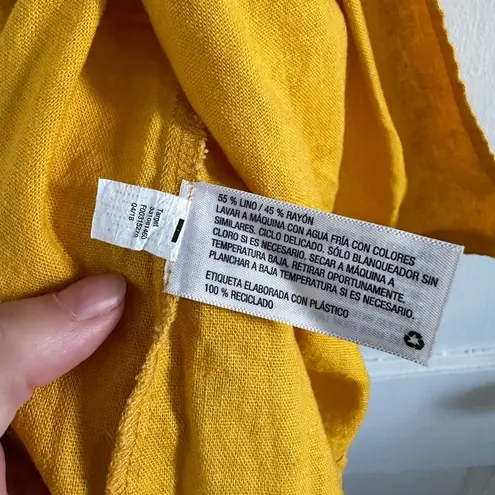 Target
Q4/18
55 % LINO / 45 % RAYÓN
LAVAR A MÁQUINA CON AGUA FRÍA CON COLORES
SIMILARES. CICLO DELICADO. SÓLO BLANQUEADOR SIN
CLORO SI ES NECESARIO. SECAR A MÁQUINA A
TEMPERATURA BAJA. RETIRAR OPORTUNAMENTE.
PLANCHAR A BAJA TEMPERATURA SI ES NECESARIO.
ETIQUETA ELABORADA CON PLÁSTICO
100 % RECICLADO